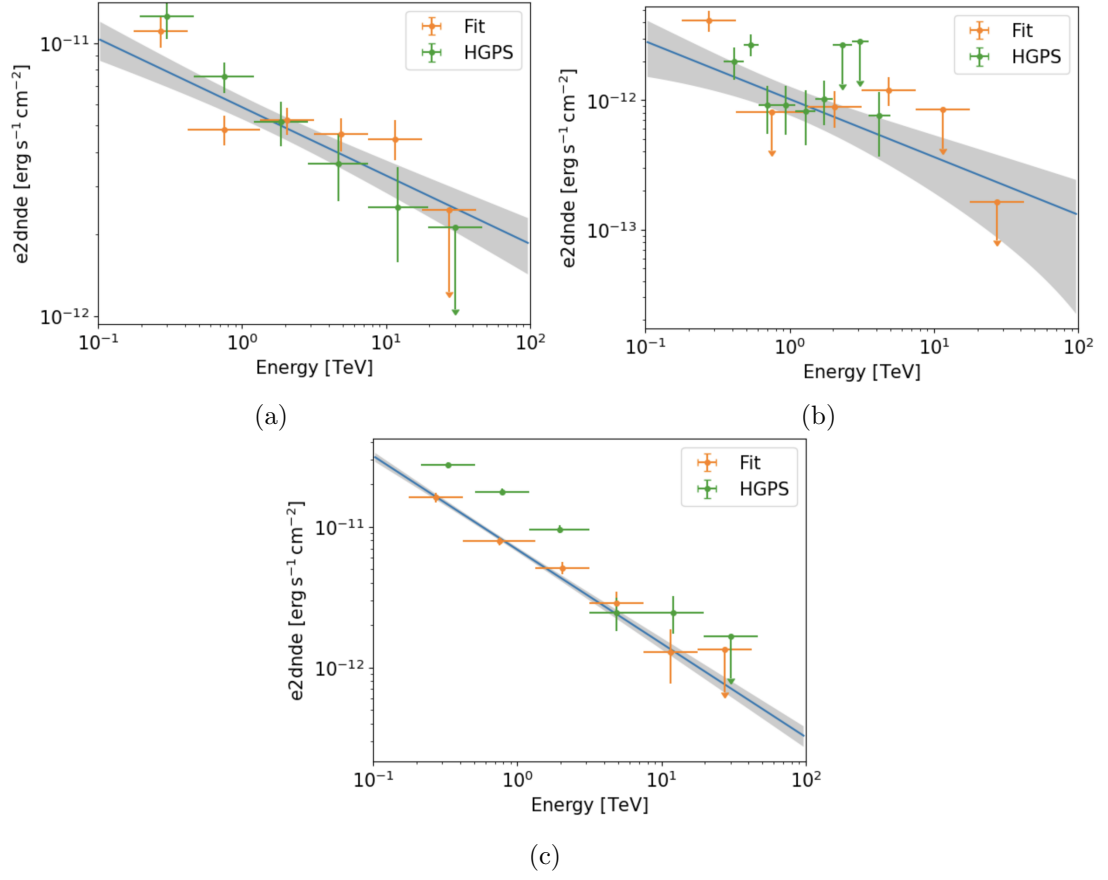 Fit
HGPS
e2dnde [erg s⁻¹ cm⁻²]
10⁻¹¹
10⁻¹²
10⁻¹ 10⁰ 10¹ 10²
Energy [TeV]
(a)
Fit
HGPS
e2dnde [erg s⁻¹ cm⁻²]
10⁻¹²
10⁻¹³
10⁻¹ 10⁰ 10¹ 10²
Energy [TeV]
(b)
Fit
HGPS
e2dnde [erg s⁻¹ cm⁻²]
10⁻¹¹
10⁻¹²
10⁻¹ 10⁰ 10¹ 10²
Energy [TeV]
(c)